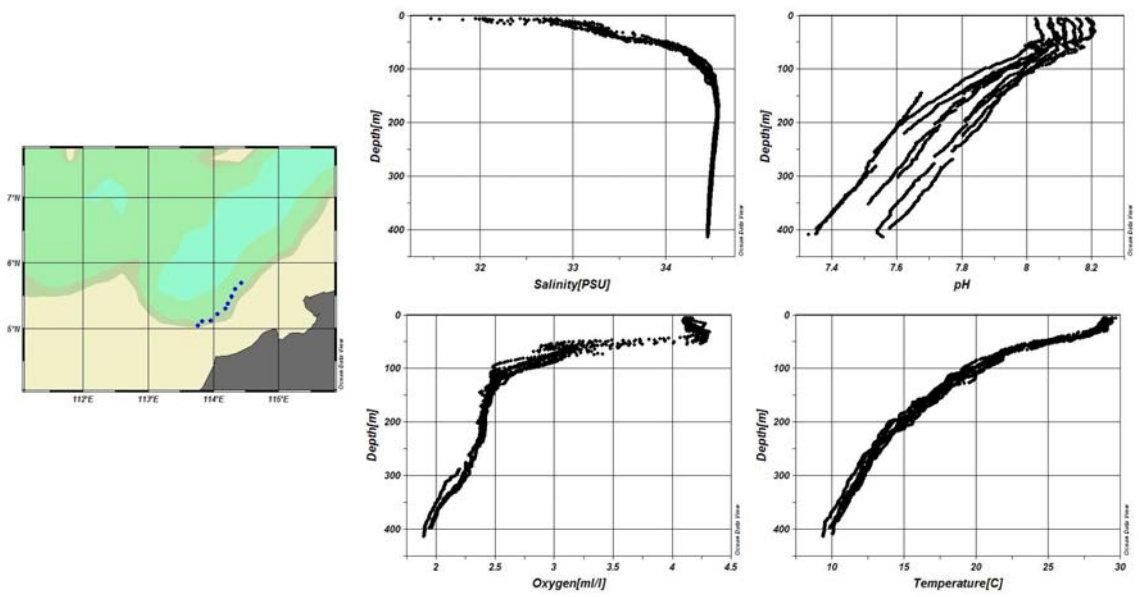 7°N
6°N
5°N
112°E
113°E
114°E
115°E
Ocean Data View
0
100
200
300
400
Depth[m]
32
33
34
Salinity[PSU]
Ocean Data View
0
100
200
300
400
Depth[m]
7.4
7.6
7.8
8
8.2
pH
Ocean Data View
0
100
200
300
400
Depth[m]
2
2.5
3
3.5
4
4.5
Oxygen[ml/l]
Ocean Data View
0
100
200
300
400
Depth[m]
10
15
20
25
30
Temperature[C]
Ocean Data View